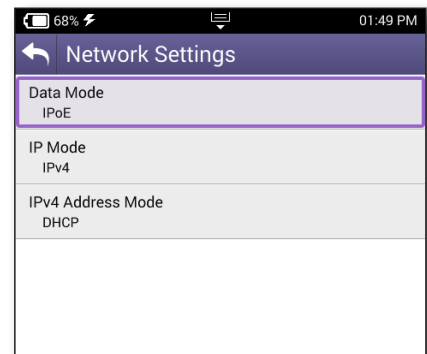 68%
01:49 PM
Network Settings
Data Mode
IPoE
IP Mode
IPv4
IPv4 Address Mode
DHCP